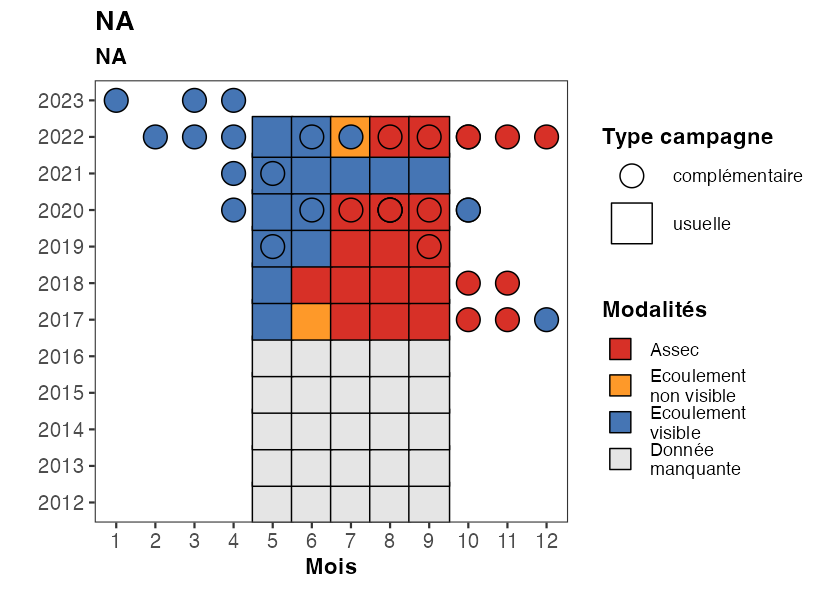 NA
NA
2023
2022
2021
2020
2019
2018
2017
2016
2015
2014
2013
2012
1 2 3 4 5 6 7 8 9 10 11 12
Mois
Type campagne
complémentaire
usuelle
Modalités
Assec
Ecoulement
non visible
Ecoulement
visible
Donnée
manquante